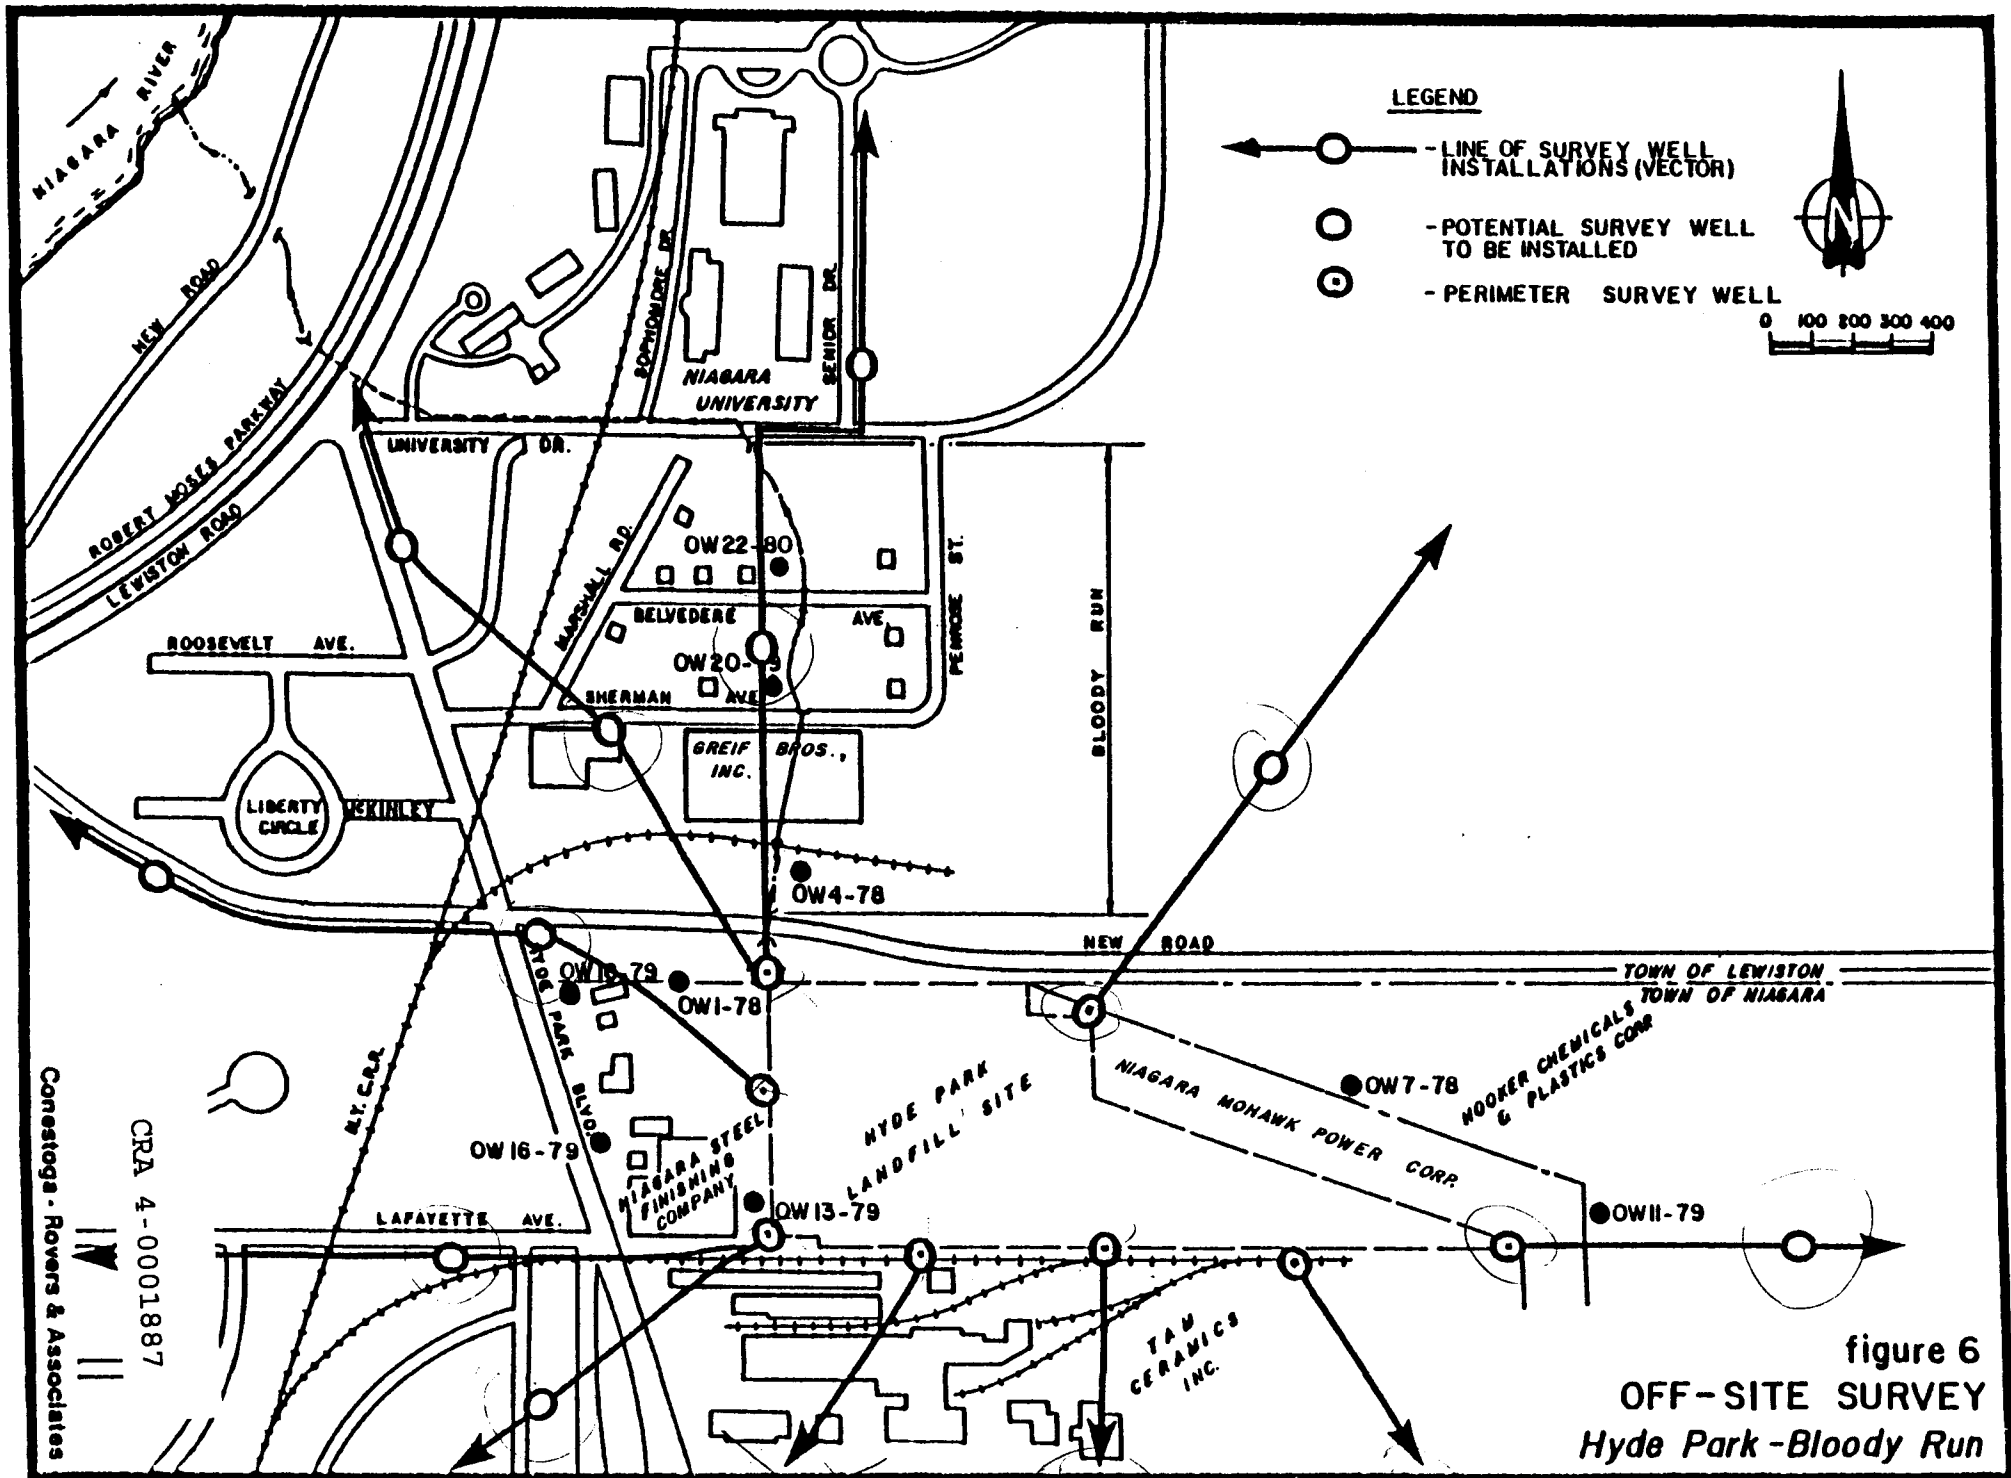 LEGEND
- LINE OF SURVEY WELL
INSTALLATIONS (VECTOR)
- POTENTIAL SURVEY WELL
TO BE INSTALLED
- PERIMETER SURVEY WELL
N
0 100 200 300 400
NIAGARA RIVER
NEW ROAD
ROBERT MOSES PARKWAY
LEWISTON ROAD
SOPHOMORE DR.
SENIOR DR.
NIAGARA
UNIVERSITY
UNIVERSITY DR.
MARSHALL RD.
OW22-80
BELVEDERE AVE.
PENROSE ST.
BLOODY RUN
ROOSEVELT AVE.
OW20-79
SHERMAN AVE.
GREIF BROS.,
INC.
LIBERTY
CIRCLE
McKINLEY
OW4-78
NEW ROAD
TOWN OF LEWISTON
TOWN OF NIAGARA
OW1-78
HYDE PARK BLVD.
HYDE PARK
LANDFILL SITE
NIAGARA MOHAWK POWER CORP.
OW7-78
HOOKER CHEMICALS
& PLASTICS CORP
B.L.T. C.R.R.
OW16-79
NIAGARA STEEL
FINISHING
COMPANY
OW13-79
OW11-79
LAFAYETTE AVE.
TAM
CERAMICS
INC.
CRA 4-0001887
Conestoga - Rovers & Associates
figure 6
OFF-SITE SURVEY
Hyde Park - Bloody Run